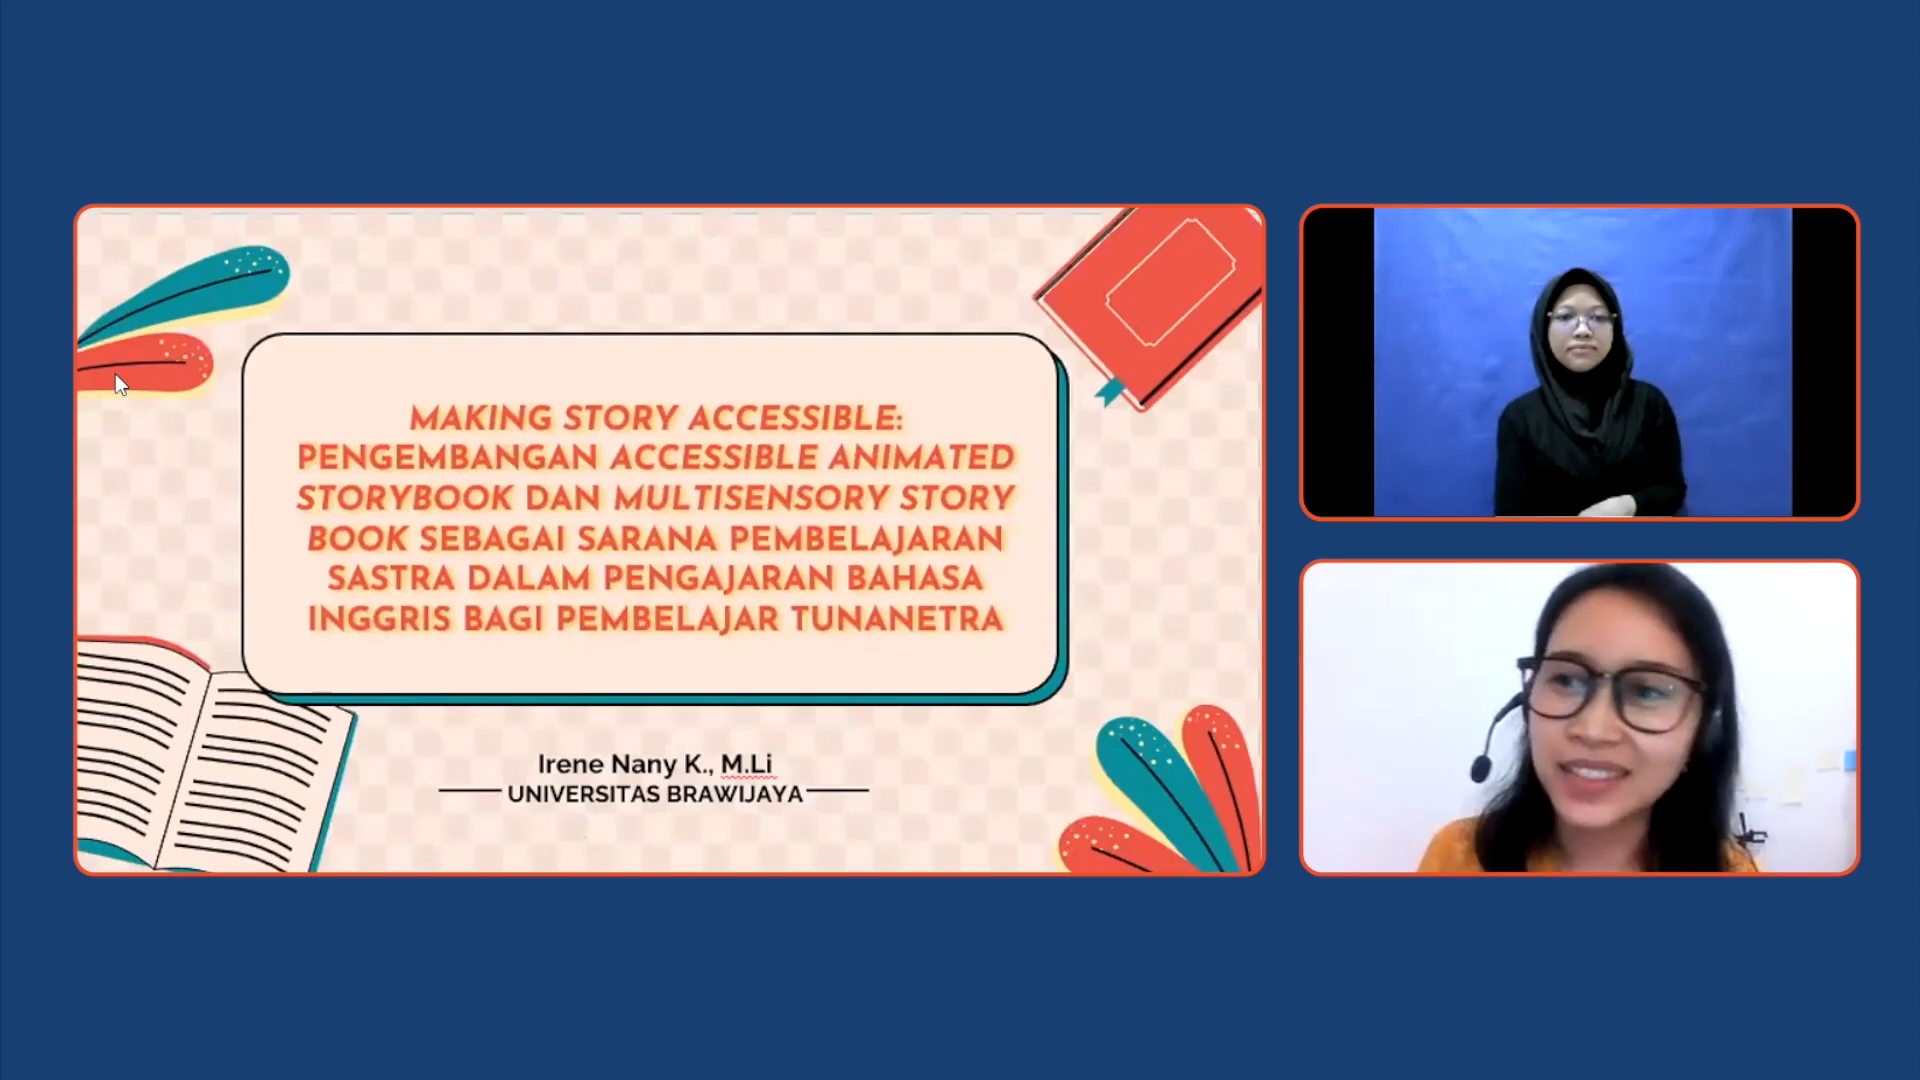 MAKING STORY ACCESSIBLE:
PENGEMBANGAN ACCESSIBLE ANIMATED
STORYBOOK DAN MULTISENSORY STORY
BOOK SEBAGAI SARANA PEMBELAJARAN
SASTRA DALAM PENGAJARAN BAHASA
INGGRIS BAGI PEMBELAJAR TUNANETRA
Irene Nany K., M.Li
UNIVERSITAS BRAWIJAYA